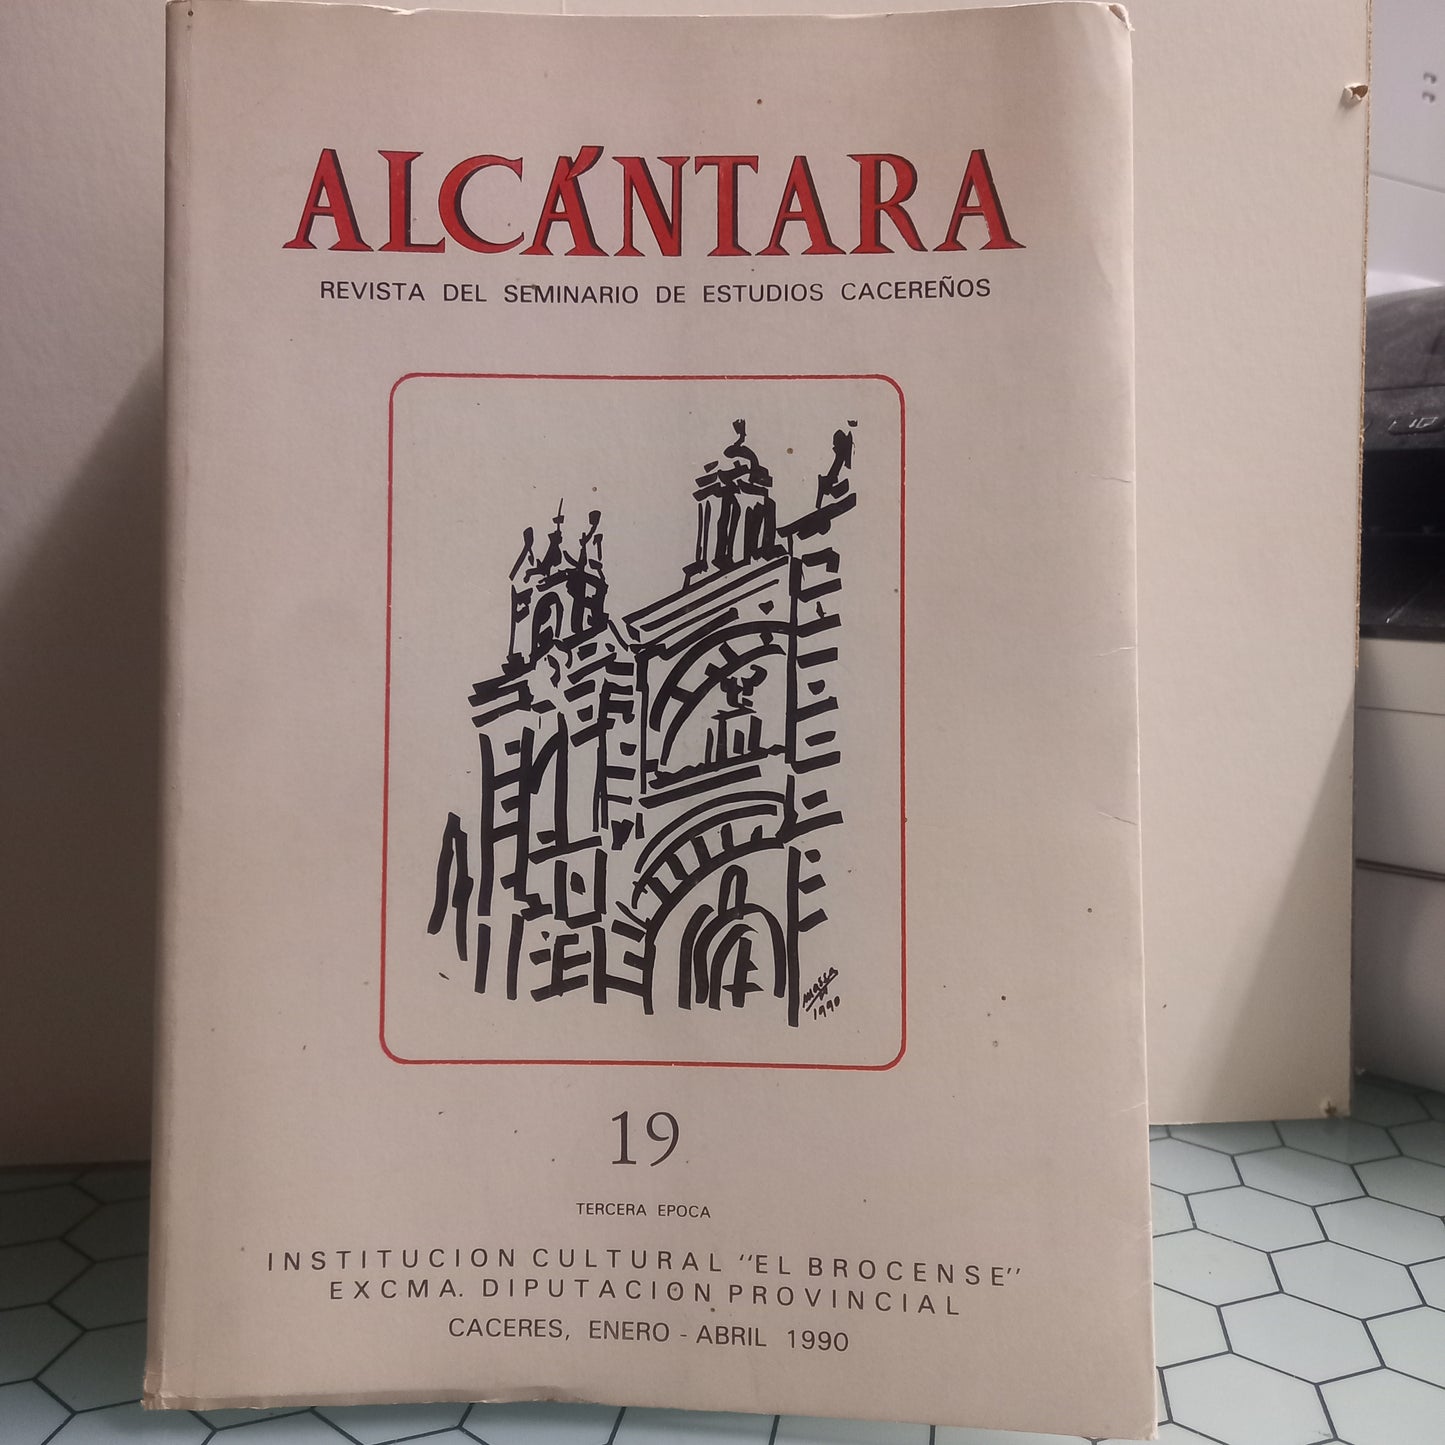 ALCÁNTARA
REVISTA DEL SEMINARIO DE ESTUDIOS CACEREÑOS
1990
19
TERCERA EPOCA
INSTITUCION CULTURAL "EL BROCENSE"
EXCMA. DIPUTACION PROVINCIAL
CACERES, ENERO - ABRIL 1990